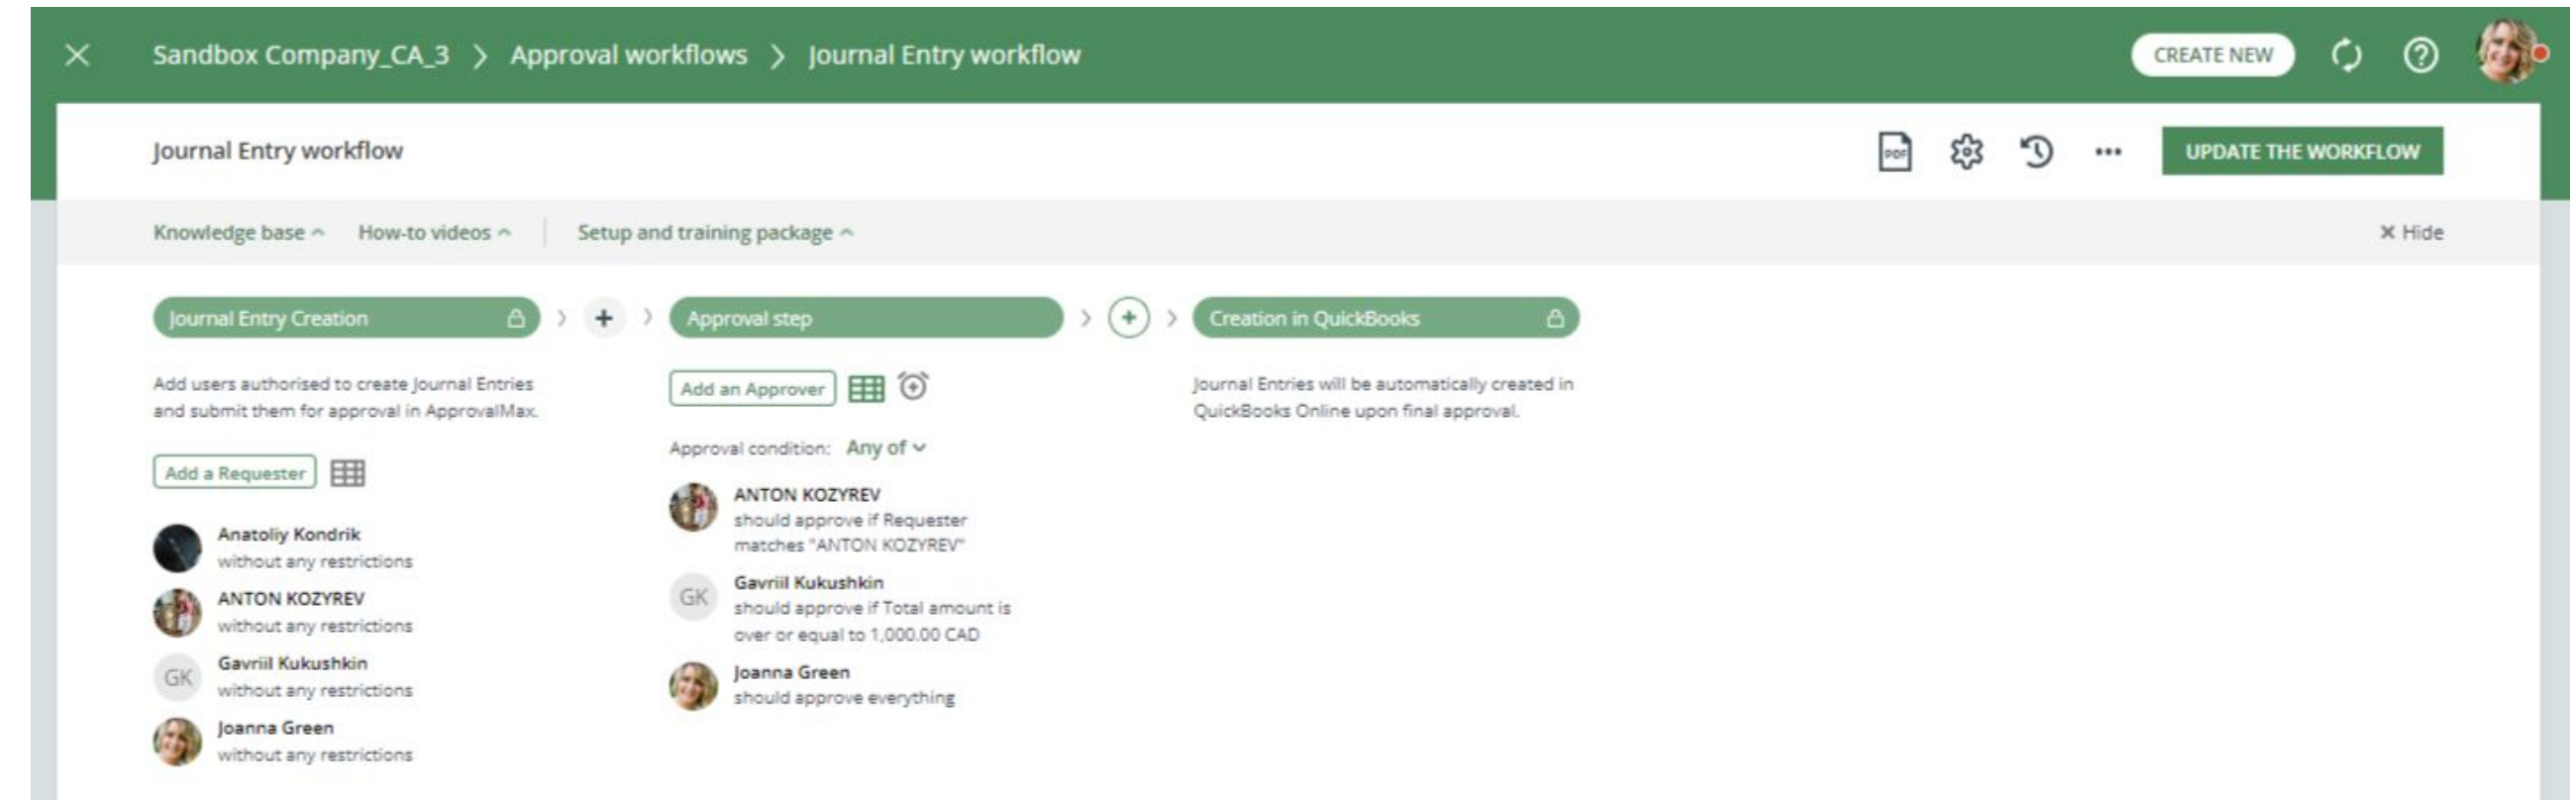 Sandbox Company_CA_3 > Approval workflows > Journal Entry workflow
CREATE NEW
Journal Entry workflow
PDF
UPDATE THE WORKFLOW
Knowledge base How-to videos Setup and training package
Hide
Journal Entry Creation
Add users authorised to create Journal Entries
and submit them for approval in ApprovalMax.
Add a Requester
Anatoliy Kondrik
without any restrictions
ANTON KOZYREV
without any restrictions
GK
Gavriil Kukushkin
without any restrictions
Joanna Green
without any restrictions
Approval step
Add an Approver
Approval condition: Any of
ANTON KOZYREV
should approve if Requester
matches "ANTON KOZYREV"
GK
Gavriil Kukushkin
should approve if Total amount is
over or equal to 1,000.00 CAD
Joanna Green
should approve everything
Creation in QuickBooks
Journal Entries will be automatically created in
QuickBooks Online upon final approval.